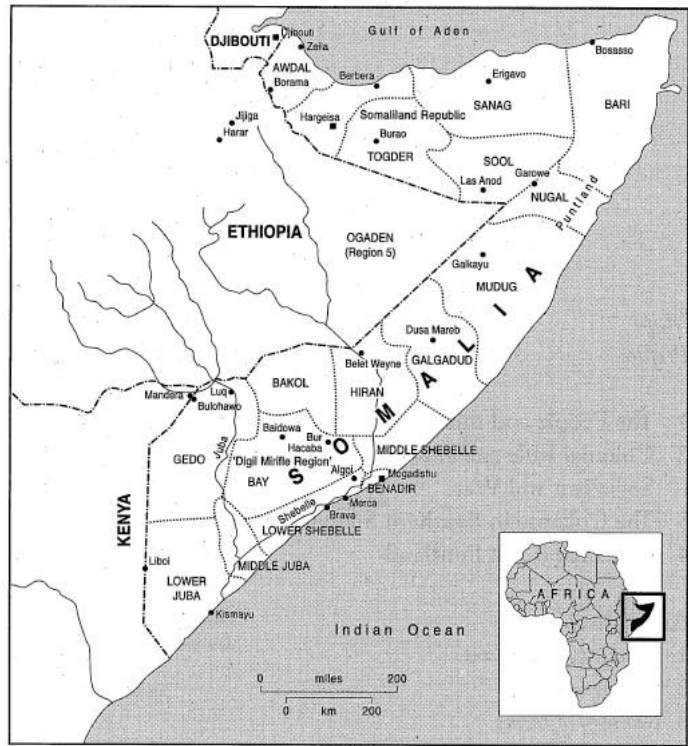 Gulf of Aden
DJIBOUTI
Djibouti
Zeila
Bosasso
AWDAL
Borama
Berbera
Erigavo
SANAG
BARI
Jijiga
Harar
Hargeisa
Somaliland Republic
Burao
TOGDER
SOOL
Las Anod
Garowe
NUGAL
Puntland
ETHIOPIA
OGADEN
(Region 5)
Galkayu
MUDUG
Dusa Mareb
GALGADUD
Belet Weyne
HIRAN
BAKOL
Mandera
Luq
Bulohawo
Baidowa
Bur
Hacaba
'Digil Mirifle Region'
GEDO
Juba
BAY
SOMALIA
MIDDLE SHEBELLE
Algoi
Mogadishu
BENADIR
Shebelle
Merca
Brava
LOWER SHEBELLE
KENYA
MIDDLE JUBA
Liboi
LOWER
JUBA
Kismayu
Indian Ocean
AFRICA
0 miles 200
0 km 200